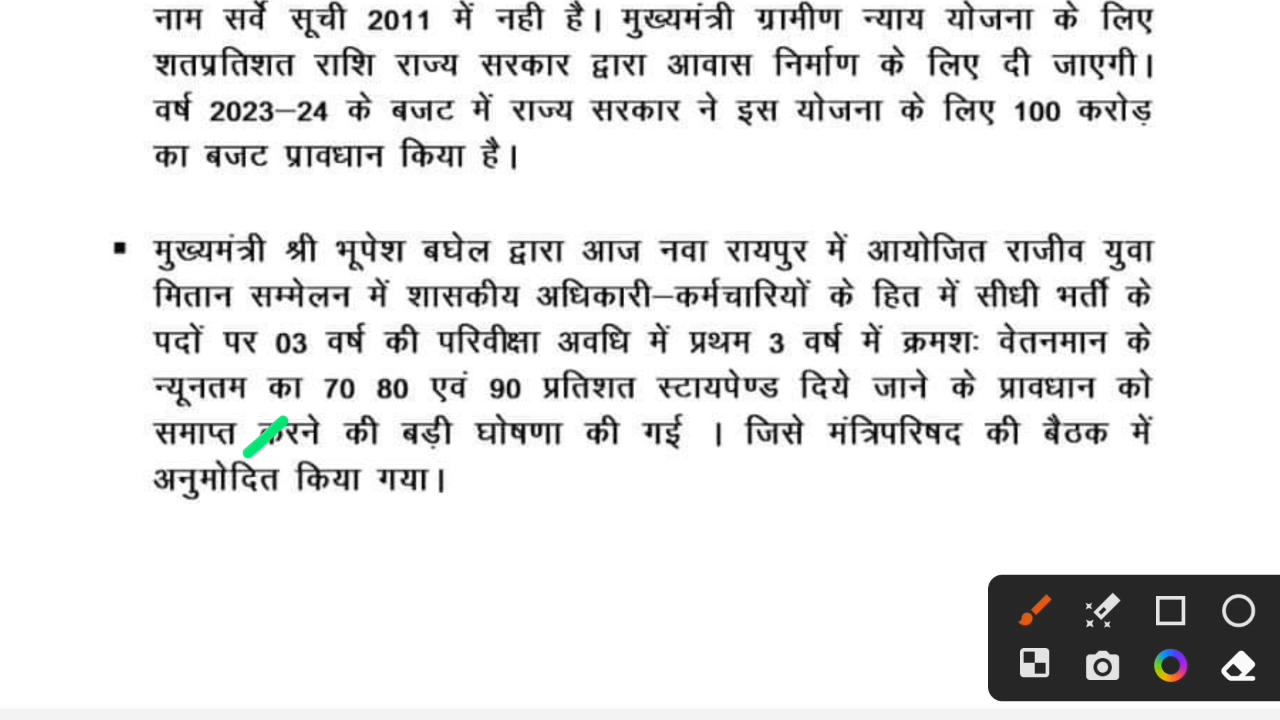 नाम सर्वे सूची 2011 में नही है। मुख्यमंत्री ग्रामीण न्याय योजना के लिए
शतप्रतिशत राशि राज्य सरकार द्वारा आवास निर्माण के लिए दी जाएगी।
वर्ष 2023–24 के बजट में राज्य सरकार ने इस योजना के लिए 100 करोड़
का बजट प्रावधान किया है।
▪ मुख्यमंत्री श्री भूपेश बघेल द्वारा आज नवा रायपुर में आयोजित राजीव युवा
मितान सम्मेलन में शासकीय अधिकारी–कर्मचारियों के हित में सीधी भर्ती के
पदों पर 03 वर्ष की परिवीक्षा अवधि में प्रथम 3 वर्ष में क्रमशः वेतनमान के
न्यूनतम का 70 80 एवं 90 प्रतिशत स्टायपेण्ड दिये जाने के प्रावधान को
समाप्त करने की बड़ी घोषणा की गई । जिसे मंत्रिपरिषद की बैठक में
अनुमोदित किया गया।